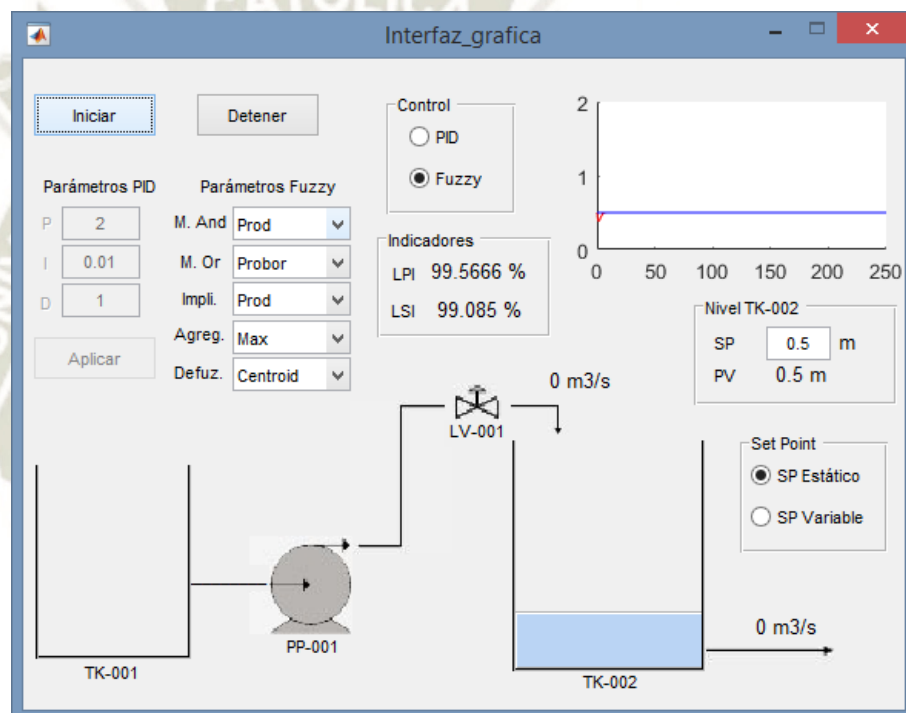 CATOLIC
Interfaz_grafica
Iniciar
Detener
Control
PID
Fuzzy
2
1
0
0 50 100 150 200 250
Parámetros PID
P 2
I 0.01
D 1
Aplicar
Parámetros Fuzzy
M. And Prod
M. Or Probor
Impli. Prod
Agreg. Max
Defuz. Centroid
Indicadores
LPI 99.5666 %
LSI 99.085 %
Nivel TK-002
SP 0.5 m
PV 0.5 m
0 m3/s
LV-001
Set Point
SP Estático
SP Variable
PP-001
TK-001
0 m3/s
TK-002